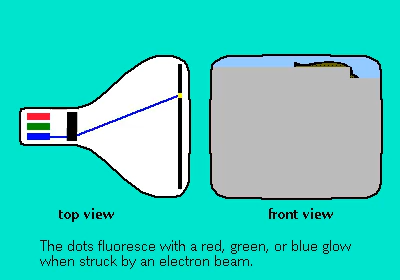 top view
front view
The dots fluoresce with a red, green, or blue glow
when struck by an electron beam.